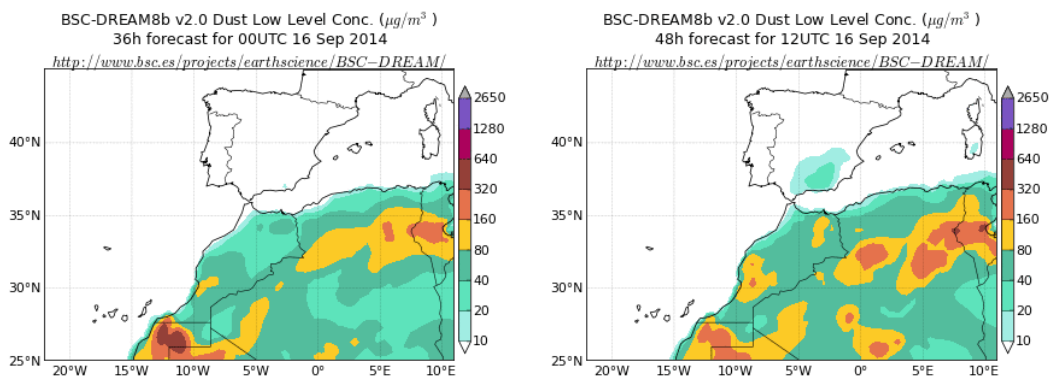 BSC-DREAM8b v2.0 Dust Low Level Conc. (μg/m³ )
36h forecast for 00UTC 16 Sep 2014
http://www.bsc.es/projects/earthscience/BSC−DREAM/
40°N
35°N
30°N
25°N
20°W 15°W 10°W 5°W 0°E 5°E 10°E
2650
1280
640
320
160
80
40
20
10
BSC-DREAM8b v2.0 Dust Low Level Conc. (μg/m³ )
48h forecast for 12UTC 16 Sep 2014
http://www.bsc.es/projects/earthscience/BSC−DREAM/
40°N
35°N
30°N
25°N
20°W 15°W 10°W 5°W 0°E 5°E 10°E
2650
1280
640
320
160
80
40
20
10